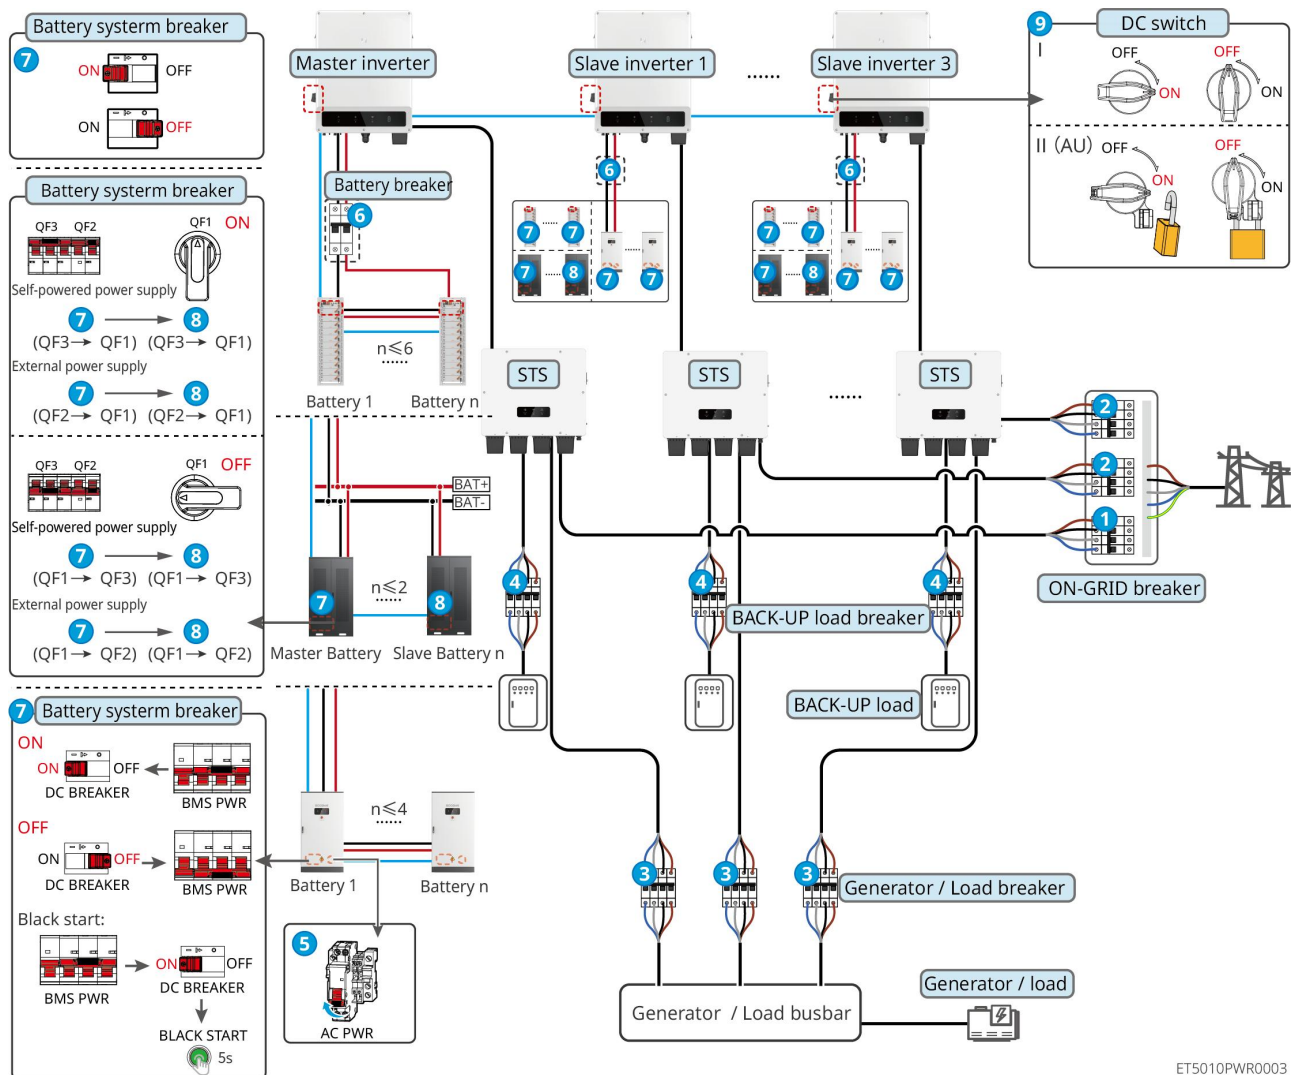 Battery systerm breaker
7
ON
OFF
ON
OFF
Battery systerm breaker
QF3
QF2
QF1
ON
Self-powered power supply
7
8
(QF3→ QF1)
(QF3→ QF1)
External power supply
7
8
(QF2→ QF1)
(QF2→ QF1)
QF3
QF2
QF1
OFF
Self-powered power supply
7
8
(QF1→ QF3)
(QF1→ QF3)
External power supply
7
8
(QF1→ QF2)
(QF1→ QF2)
7
Battery systerm breaker
ON
ON
OFF
DC BREAKER
BMS PWR
OFF
ON
OFF
DC BREAKER
BMS PWR
Black start:
BMS PWR
ON
OFF
DC BREAKER
BLACK START
5s
Master inverter
Slave inverter 1
......
Slave inverter 3
Battery breaker
6
6
6
7
......
7
7
......
8
......
7
7
7
......
7
7
......
8
......
7
7
n≤6
......
Battery 1
Battery n
BAT+
BAT-
n≤2
......
7
8
Master Battery
Slave Battery n
n≤4
......
Battery 1
Battery n
5
AC PWR
STS
STS
......
STS
9
DC switch
I
OFF
ON
OFF
ON
II (AU)
OFF
ON
OFF
ON
2
2
1
ON-GRID breaker
4
4
4
BACK-UP load breaker
BACK-UP load
3
3
3
Generator / Load breaker
Generator / Load busbar
Generator / load
ET5010PWR0003